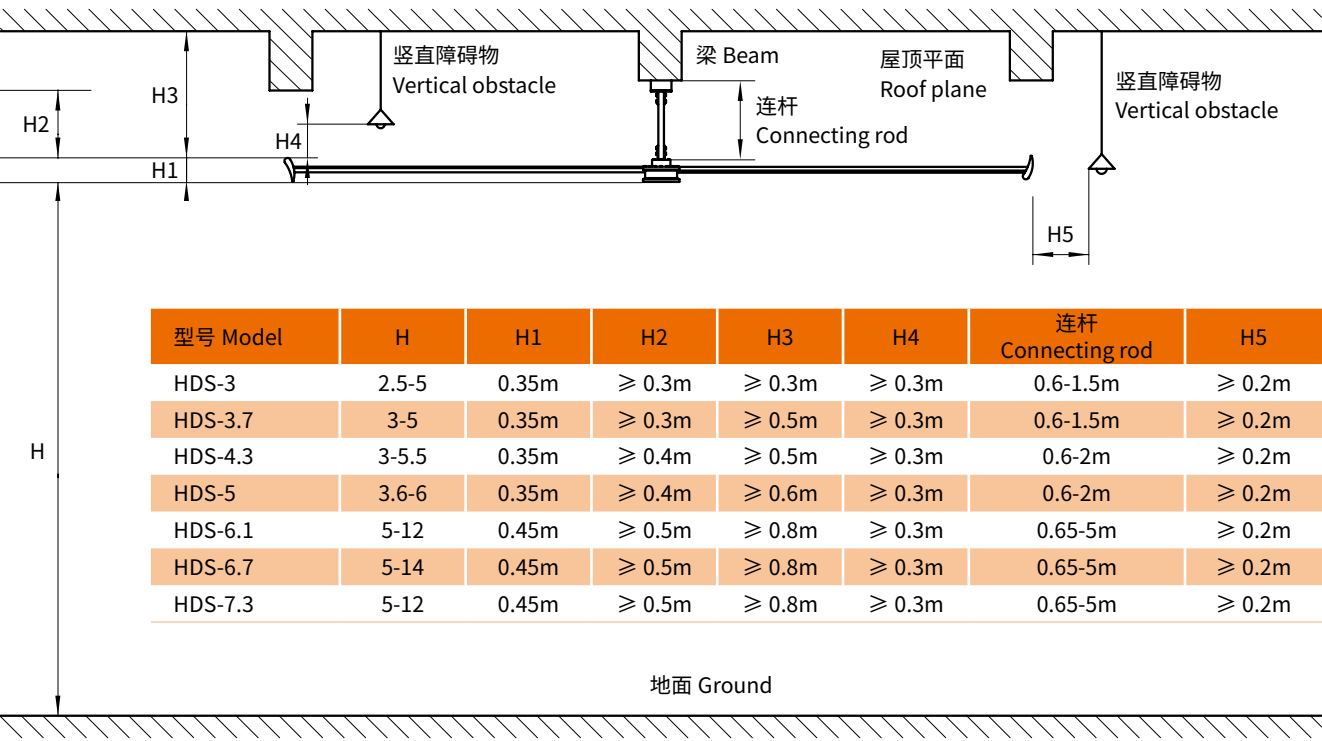 竖直障碍物
Vertical obstacle
梁 Beam
屋顶平面
Roof plane
竖直障碍物
Vertical obstacle
H3
H2
连杆
Connecting rod
H4
H1
H5
型号 Model H H1 H2 H3 H4 连杆 Connecting rod H5
HDS-3 2.5-5 0.35m ≥ 0.3m ≥ 0.3m ≥ 0.3m 0.6-1.5m ≥ 0.2m
HDS-3.7 3-5 0.35m ≥ 0.3m ≥ 0.5m ≥ 0.3m 0.6-1.5m ≥ 0.2m
HDS-4.3 3-5.5 0.35m ≥ 0.4m ≥ 0.5m ≥ 0.3m 0.6-2m ≥ 0.2m
HDS-5 3.6-6 0.35m ≥ 0.4m ≥ 0.6m ≥ 0.3m 0.6-2m ≥ 0.2m
HDS-6.1 5-12 0.45m ≥ 0.5m ≥ 0.8m ≥ 0.3m 0.65-5m ≥ 0.2m
HDS-6.7 5-14 0.45m ≥ 0.5m ≥ 0.8m ≥ 0.3m 0.65-5m ≥ 0.2m
HDS-7.3 5-12 0.45m ≥ 0.5m ≥ 0.8m ≥ 0.3m 0.65-5m ≥ 0.2m
H
地面 Ground